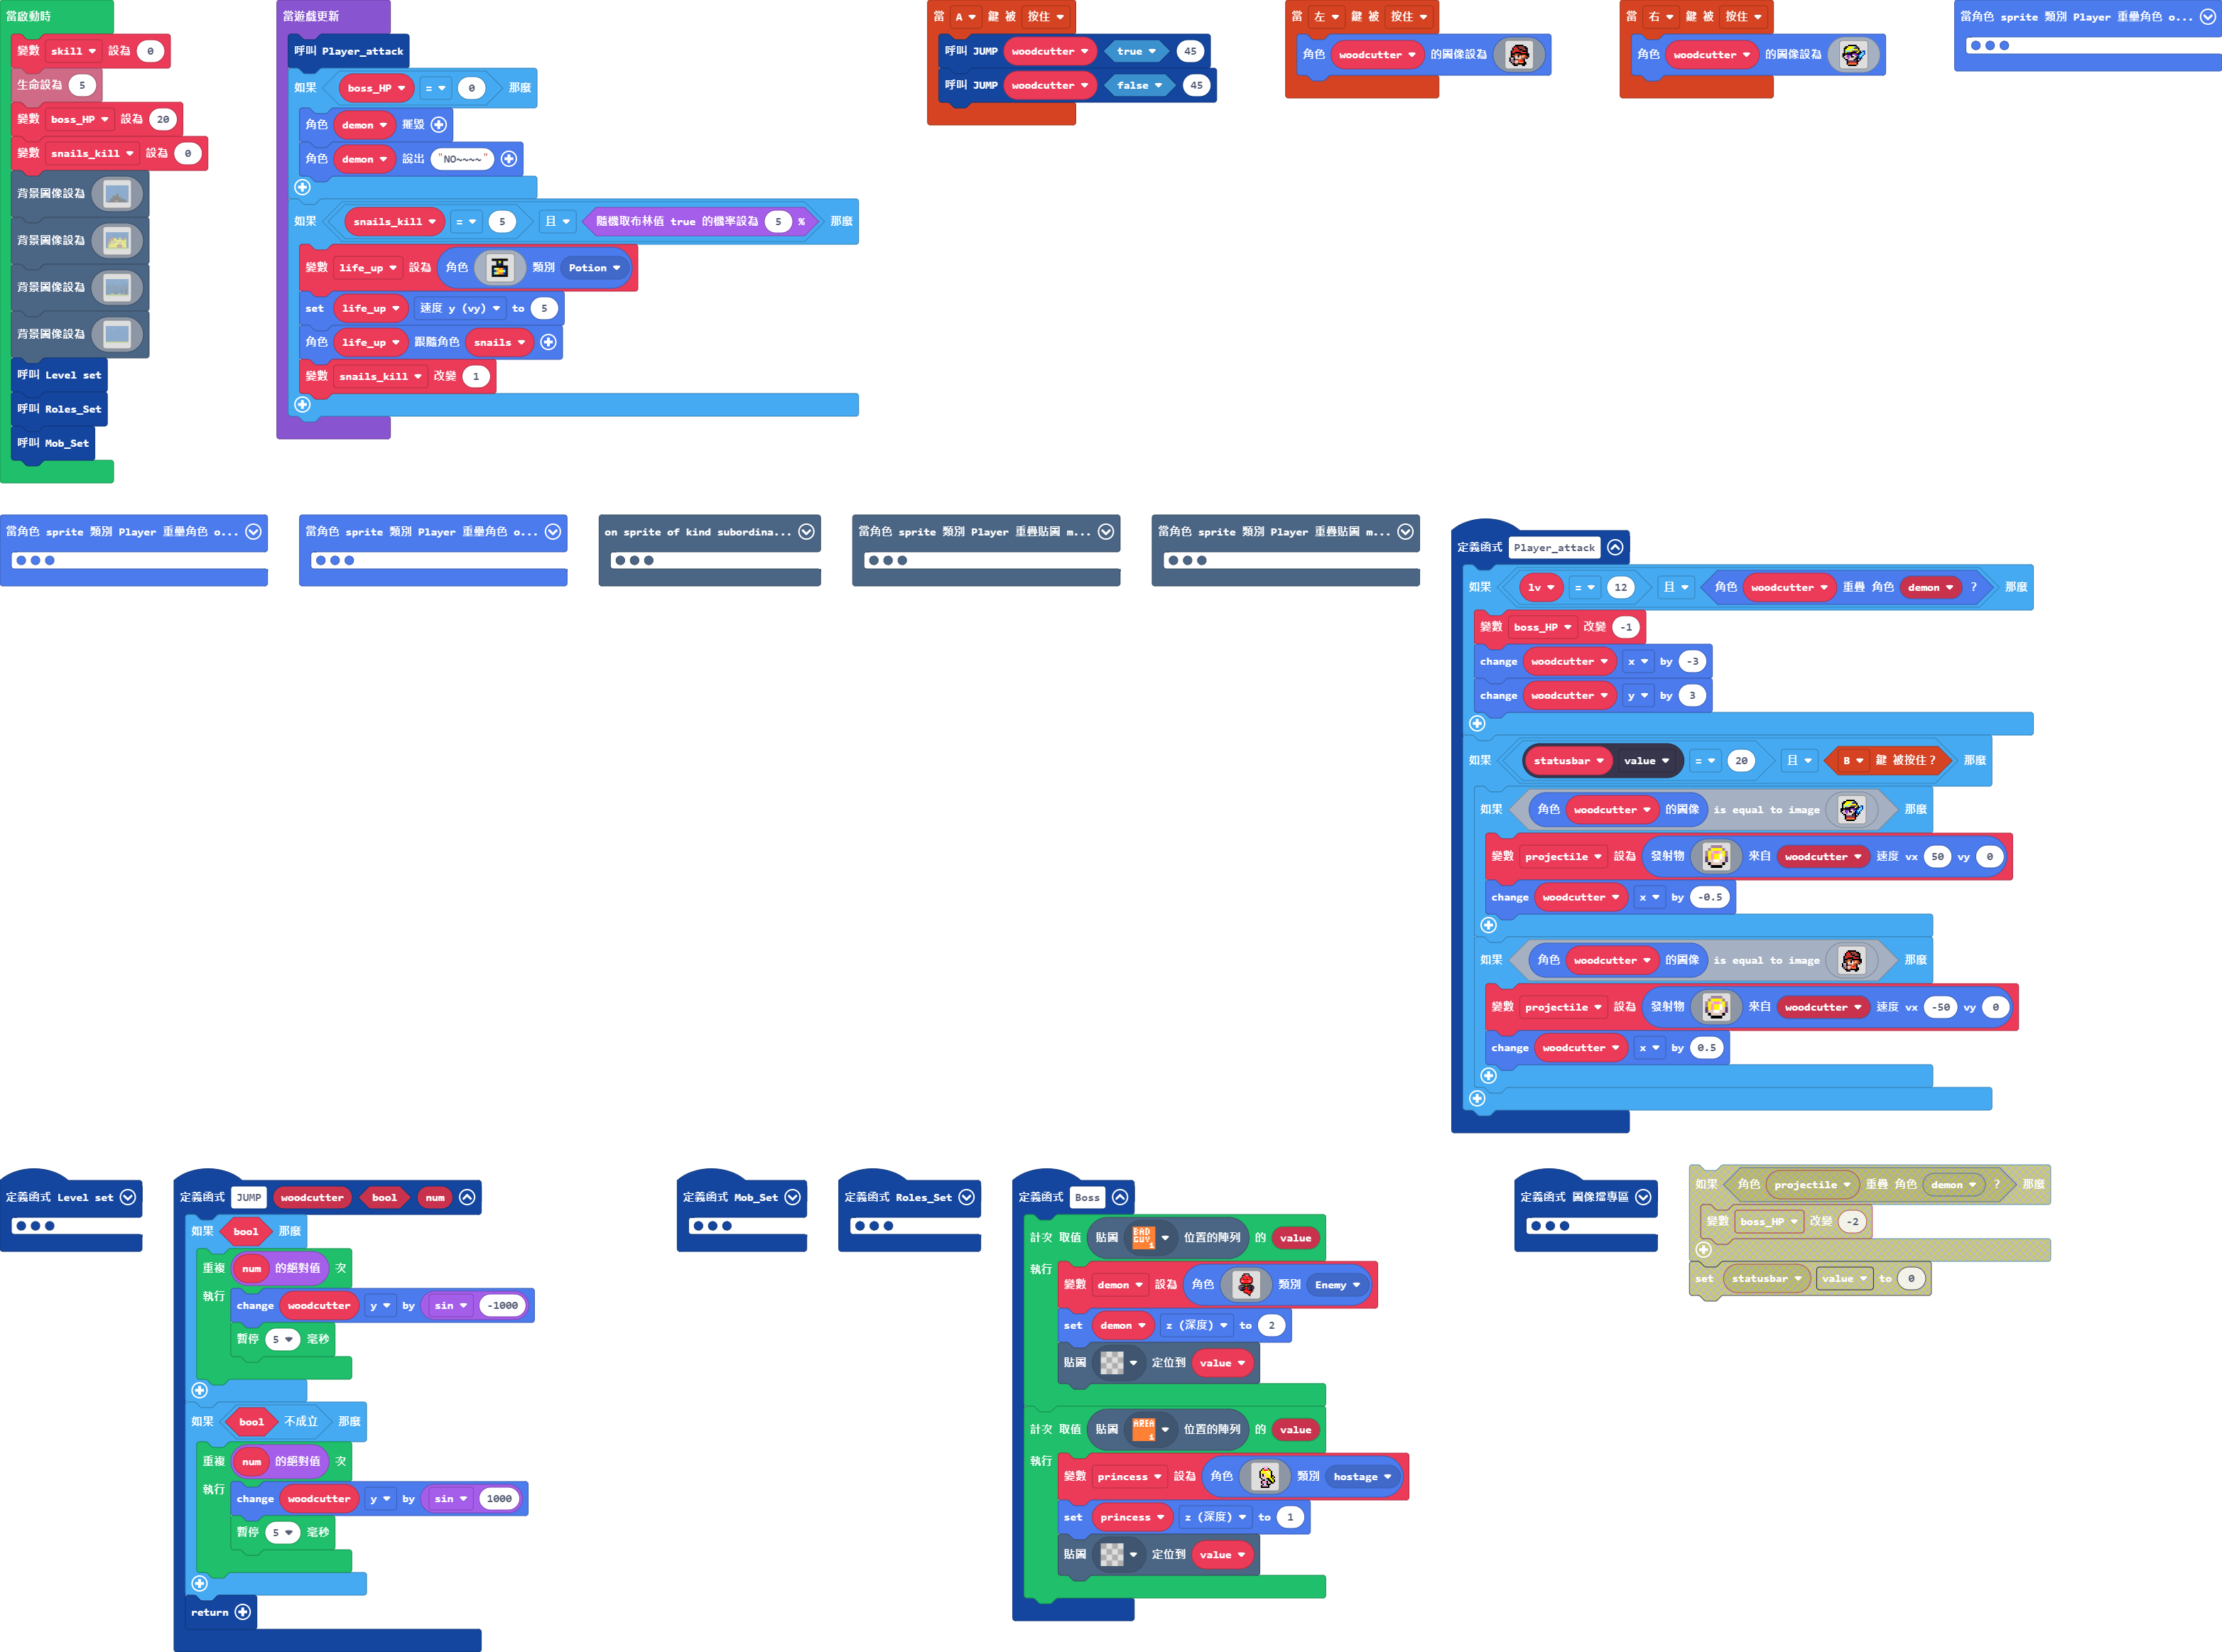 當啟動時
變數 skill 設為 0
生命設為 5
變數 boss_HP 設為 20
變數 snails_kill 設為 0
背景圖像設為
背景圖像設為
背景圖像設為
背景圖像設為
呼叫 Level set
呼叫 Roles_Set
呼叫 Mob_Set
當遊戲更新
呼叫 Player_attack
如果 boss_HP = 0 那麼
角色 demon 摧毀
角色 demon 說出 "NO~~~~"
如果 snails_kill = 5 且 隨機取布林值 true 的機率設為 5 % 那麼
變數 life_up 設為 角色 類別 Potion
set life_up 速度 y (vy) to 5
角色 life_up 跟隨角色 snails
變數 snails_kill 改變 1
當 A 鍵 被 按住
呼叫 JUMP woodcutter true 45
呼叫 JUMP woodcutter false 45
當 左 鍵 被 按住
角色 woodcutter 的圖像設為
當 右 鍵 被 按住
角色 woodcutter 的圖像設為
當角色 sprite 類別 Player 重疊角色 o...
當角色 sprite 類別 Player 重疊角色 o...
當角色 sprite 類別 Player 重疊角色 o...
on sprite of kind subordina...
當角色 sprite 類別 Player 重疊貼圖 m...
當角色 sprite 類別 Player 重疊貼圖 m...
定義函式 Player_attack
如果 lv = 12 且 角色 woodcutter 重疊 角色 demon ? 那麼
變數 boss_HP 改變 -1
change woodcutter x by -3
change woodcutter y by 3
如果 statusbar value = 20 且 B 鍵 被按住？ 那麼
如果 角色 woodcutter 的圖像 is equal to image 那麼
變數 projectile 設為 發射物 來自 woodcutter 速度 vx 50 vy 0
change woodcutter x by -0.5
如果 角色 woodcutter 的圖像 is equal to image 那麼
變數 projectile 設為 發射物 來自 woodcutter 速度 vx -50 vy 0
change woodcutter x by 0.5
定義函式 Level set
定義函式 JUMP woodcutter bool num
如果 bool 那麼
重複 num 的絕對值 次
執行 change woodcutter y by sin -1000
暫停 5 毫秒
如果 bool 不成立 那麼
重複 num 的絕對值 次
執行 change woodcutter y by sin 1000
暫停 5 毫秒
return
定義函式 Mob_Set
定義函式 Roles_Set
定義函式 Boss
計次 取值 貼圖 BAD GUY 1 位置的陣列 的 value
執行 變數 demon 設為 角色 類別 Enemy
set demon z (深度) to 2
貼圖 定位到 value
計次 取值 貼圖 AREA 1 位置的陣列 的 value
執行 變數 princess 設為 角色 類別 hostage
set princess z (深度) to 1
貼圖 定位到 value
定義函式 圖像擋專區
如果 角色 projectile 重疊 角色 demon ? 那麼
變數 boss_HP 改變 -2
set statusbar value to 0